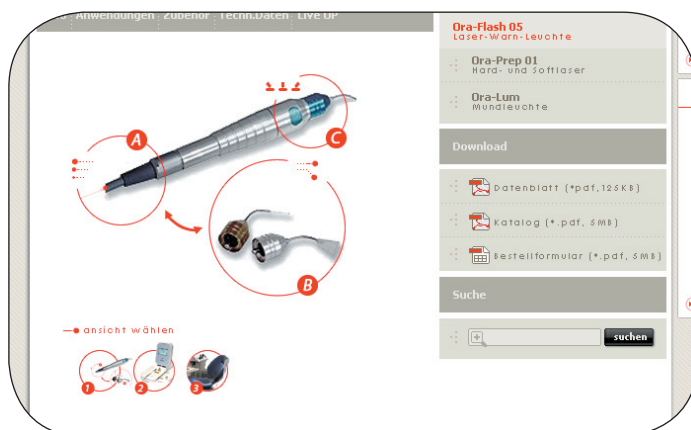 Anwendungen Zubehör Techn.Daten Live OP
A
C
B
ansicht wählen
1 2 3
Ora-Flash 05
Laser-Warn-Leuchte
Ora-Prep 01
Hard- und Softlaser
Ora-Lum
Mundleuchte
Download
Datenblatt (*pdf, 125KB)
Katalog (*.pdf, 5MB)
Bestellformular (*.pdf, 5MB)
Suche
suchen